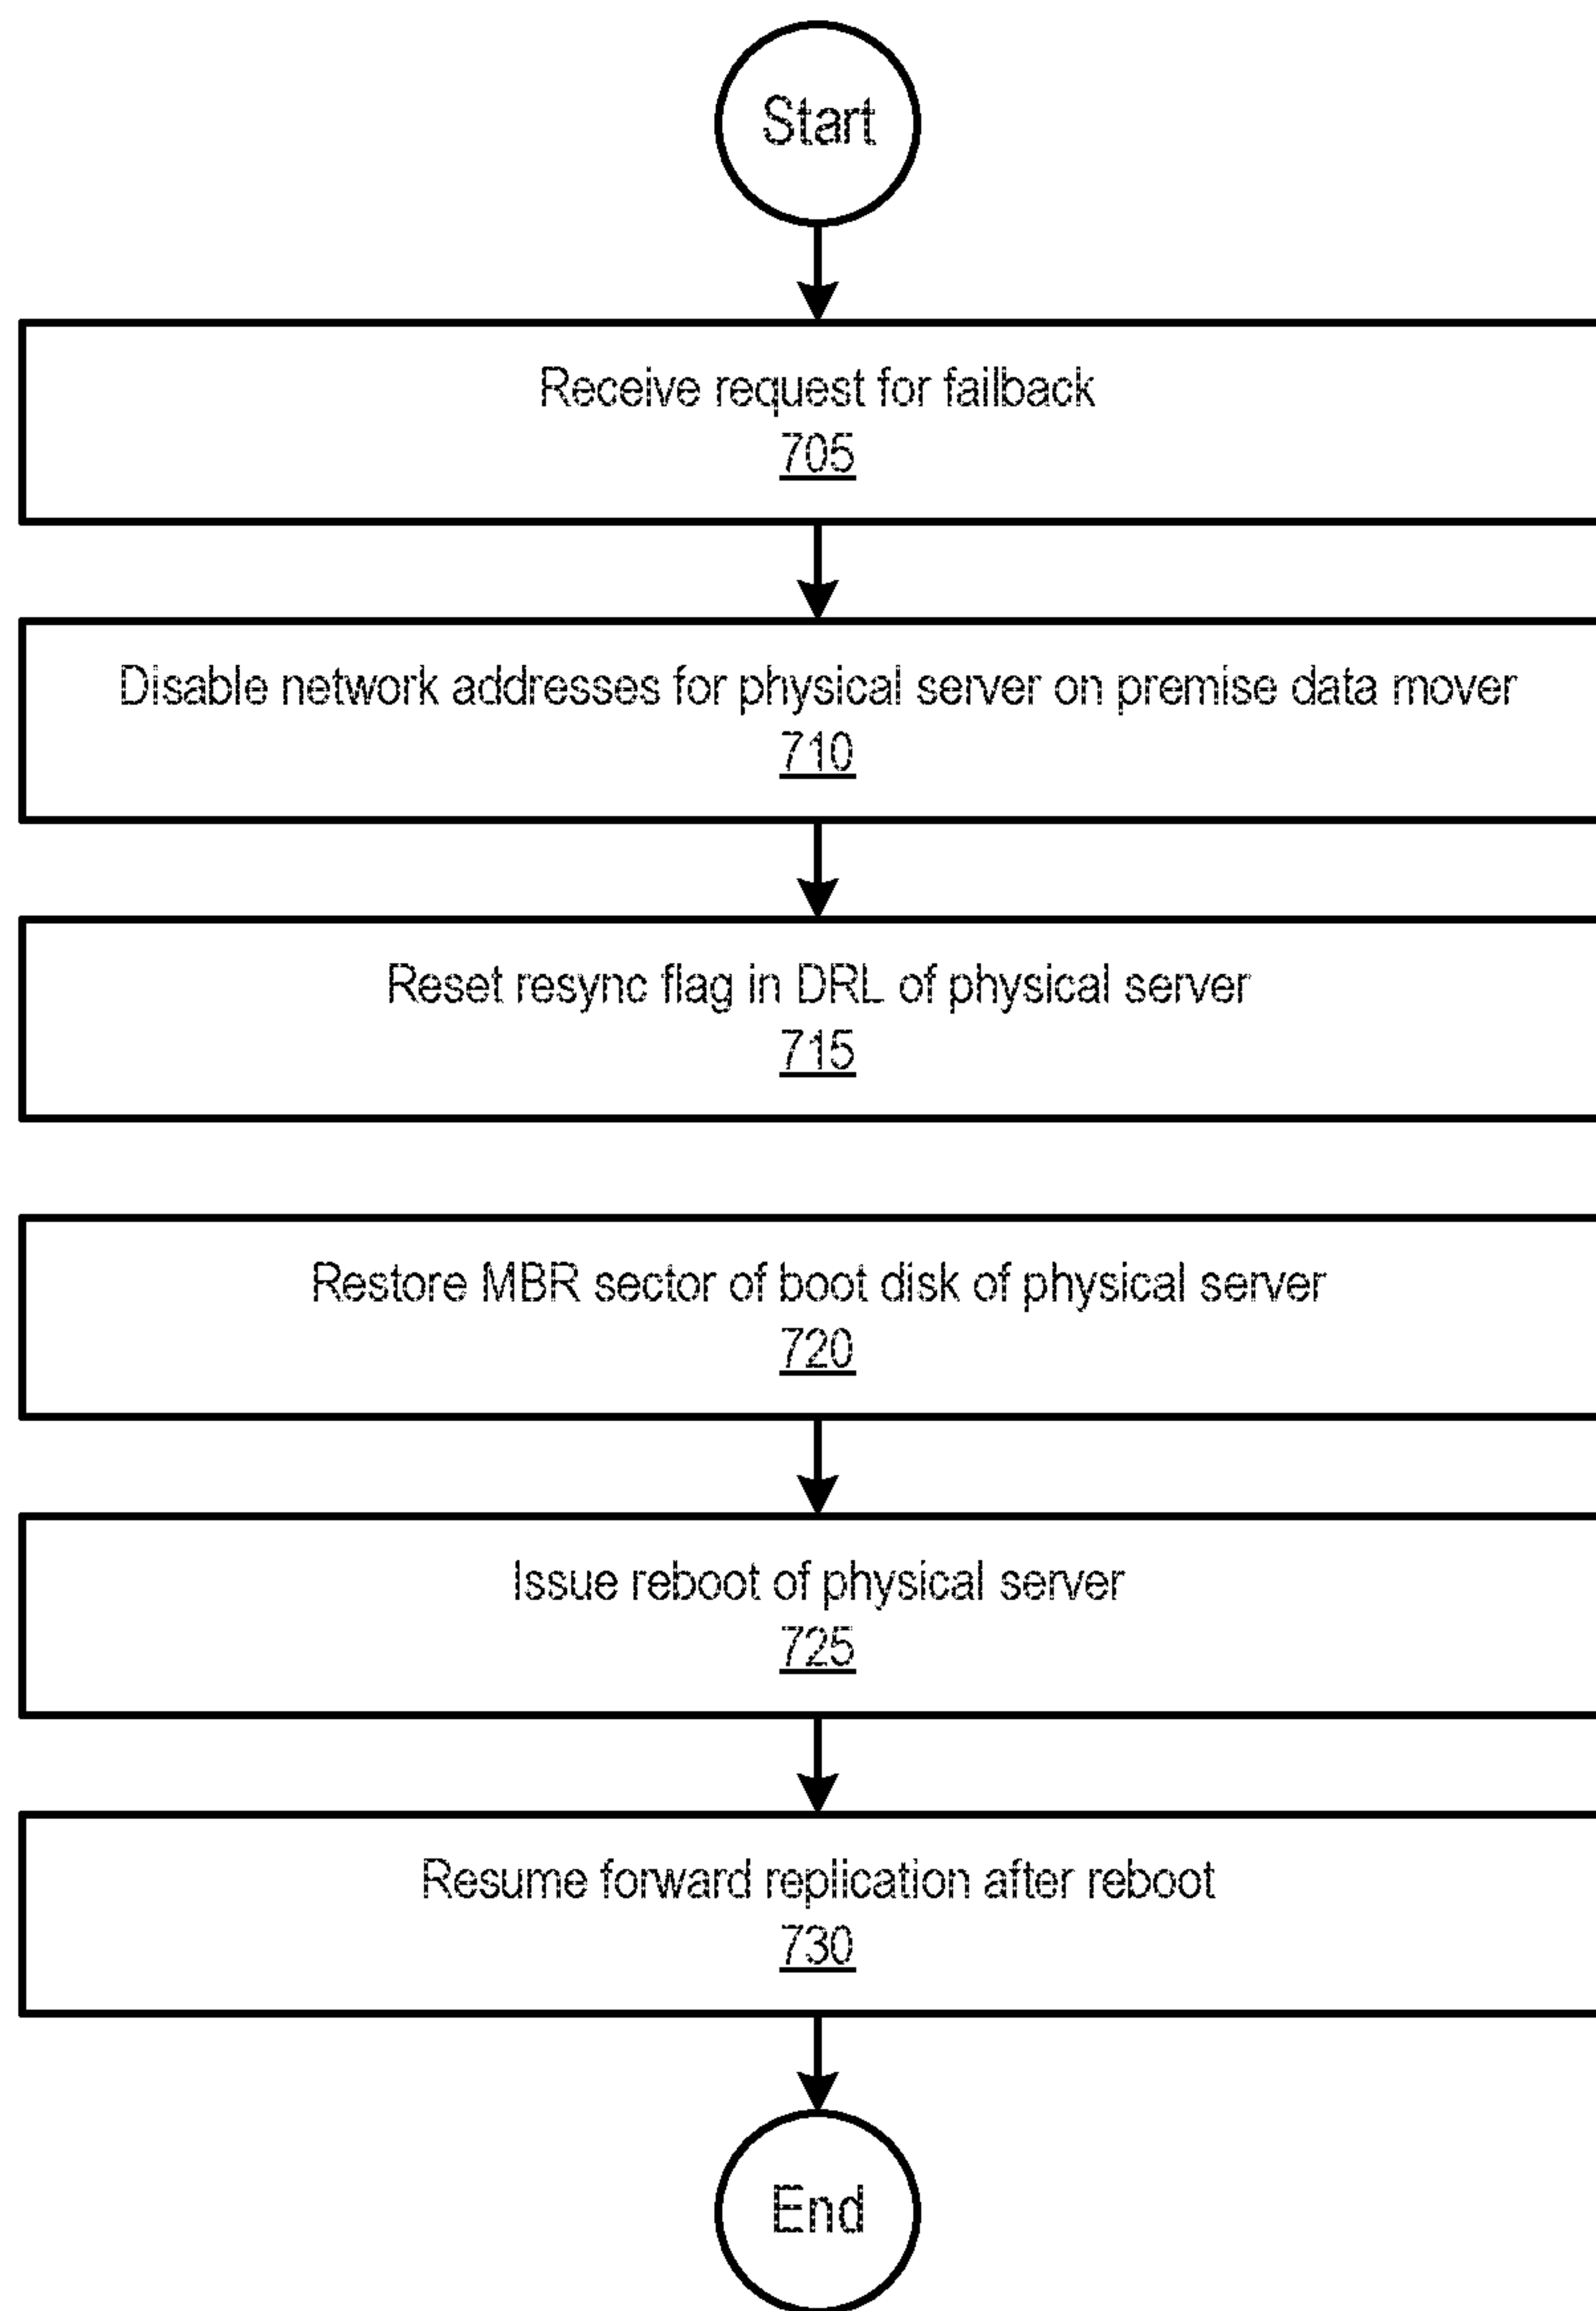 Start
Receive request for failback
705
Disable network addresses for physical server on premise data mover
710
Reset resync flag in DRL of physical server
715
Restore MBR sector of boot disk of physical server
720
Issue reboot of physical server
725
Resume forward replication after reboot
730
End